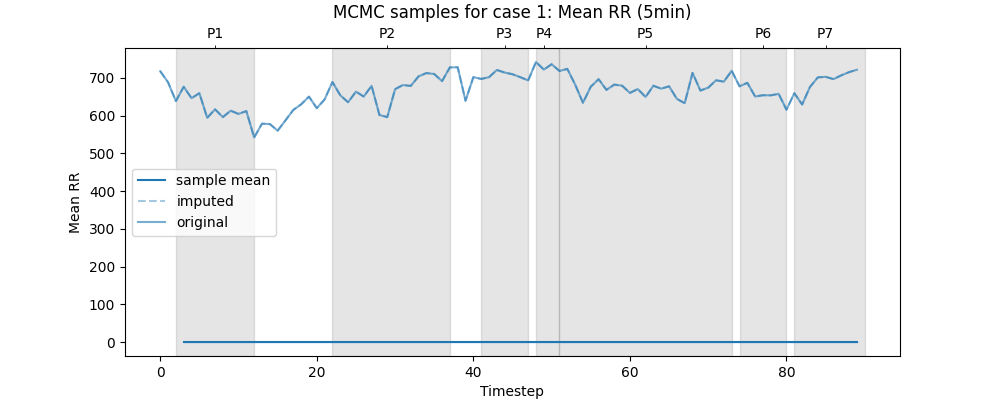 MCMC samples for case 1: Mean RR (5min)
P1 P2 P3 P4 P5 P6 P7
700
600
500
400
300
200
100
0
Mean RR
sample mean
imputed
original
0 20 40 60 80
Timestep